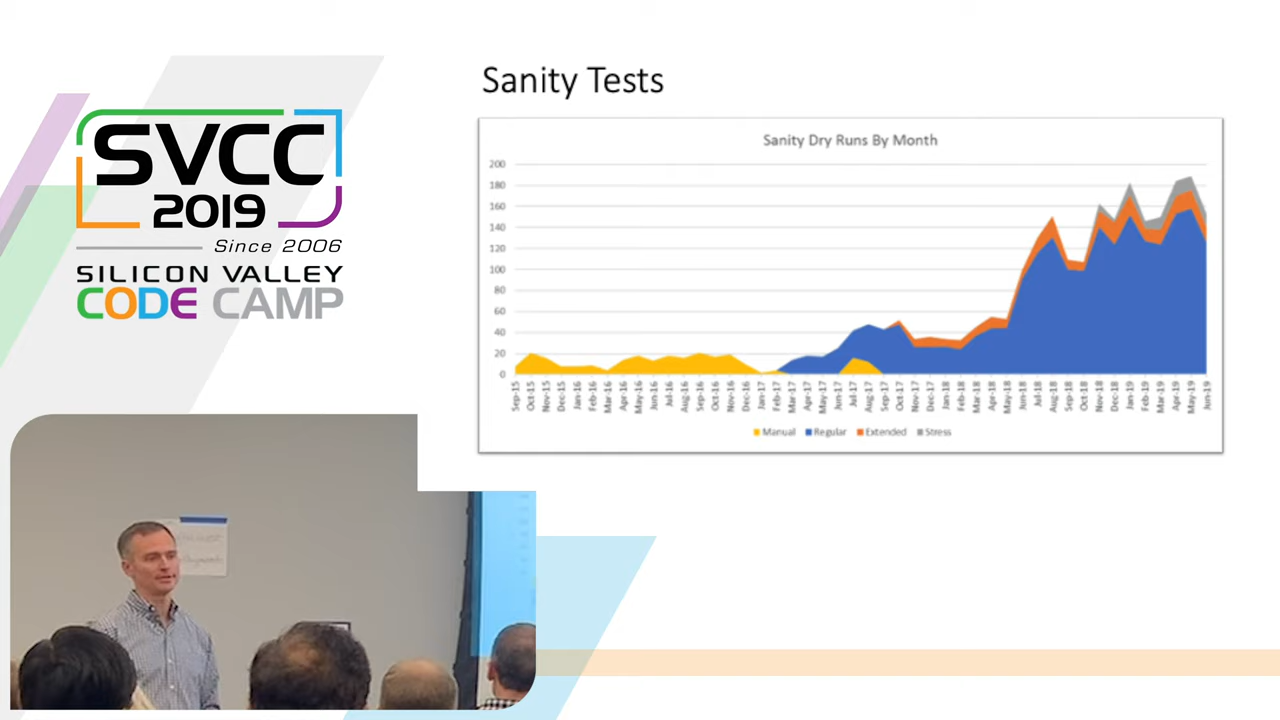 SVCC
2019
Since 2006
SILICON VALLEY
CODE CAMP
Sanity Tests
Sanity Dry Runs By Month
200
180
160
140
120
100
80
60
40
20
0
Sep-15
Oct-15
Nov-15
Dec-15
Jan-16
Feb-16
Mar-16
Apr-16
May-16
Jun-16
Jul-16
Aug-16
Sep-16
Oct-16
Nov-16
Dec-16
Jan-17
Feb-17
Mar-17
Apr-17
May-17
Jun-17
Jul-17
Aug-17
Sep-17
Oct-17
Nov-17
Dec-17
Jan-18
Feb-18
Mar-18
Apr-18
May-18
Jun-18
Jul-18
Aug-18
Sep-18
Oct-18
Nov-18
Dec-18
Jan-19
Feb-19
Mar-19
Apr-19
May-19
Jun-19
Manual Regular Extended Stress